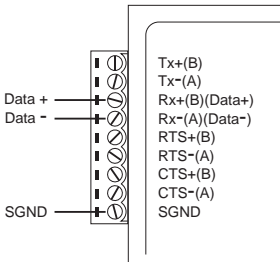 Tx+(B)
Tx-(A)
Data + Rx+(B)(Data+)
Data - Rx-(A)(Data-)
RTS+(B)
RTS-(A)
CTS+(B)
CTS-(A)
SGND SGND